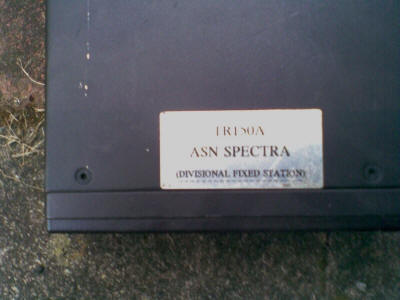 TR150A
ASN SPECTRA
(DIVISIONAL FIXED STATION)